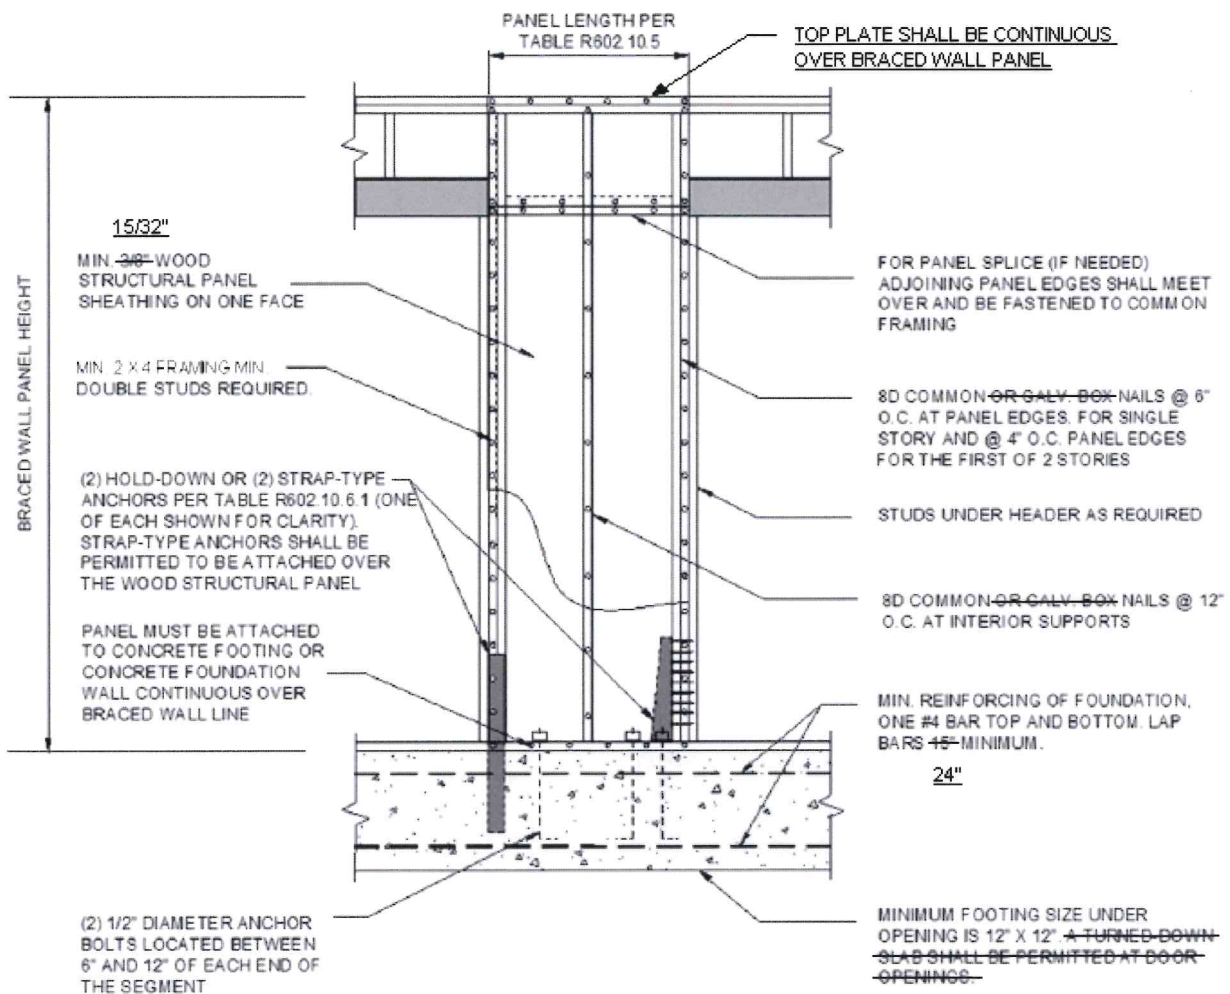 PANEL LENGTH PER
TABLE R602.10.5
TOP PLATE SHALL BE CONTINUOUS
OVER BRACED WALL PANEL
BRACED WALL PANEL HEIGHT
15/32"
MIN. 3/8" WOOD
STRUCTURAL PANEL
SHEATHING ON ONE FACE
MIN. 2 X 4 FRAMING MIN.
DOUBLE STUDS REQUIRED.
(2) HOLD-DOWN OR (2) STRAP-TYPE
ANCHORS PER TABLE R602.10.6.1 (ONE
OF EACH SHOWN FOR CLARITY).
STRAP-TYPE ANCHORS SHALL BE
PERMITTED TO BE ATTACHED OVER
THE WOOD STRUCTURAL PANEL
PANEL MUST BE ATTACHED
TO CONCRETE FOOTING OR
CONCRETE FOUNDATION
WALL CONTINUOUS OVER
BRACED WALL LINE
(2) 1/2" DIAMETER ANCHOR
BOLTS LOCATED BETWEEN
6" AND 12" OF EACH END OF
THE SEGMENT
FOR PANEL SPLICE (IF NEEDED)
ADJOINING PANEL EDGES SHALL MEET
OVER AND BE FASTENED TO COMMON
FRAMING
8D COMMON OR GALV. BOX NAILS @ 6"
O.C. AT PANEL EDGES. FOR SINGLE
STORY AND @ 4" O.C. PANEL EDGES
FOR THE FIRST OF 2 STORIES
STUDS UNDER HEADER AS REQUIRED
8D COMMON OR GALV. BOX NAILS @ 12"
O.C. AT INTERIOR SUPPORTS
MIN. REINFORCING OF FOUNDATION,
ONE #4 BAR TOP AND BOTTOM. LAP
BARS 15" MINIMUM.
24"
MINIMUM FOOTING SIZE UNDER
OPENING IS 12" X 12". A TURNED-DOWN
SLAB SHALL BE PERMITTED AT DOOR
OPENINGS.